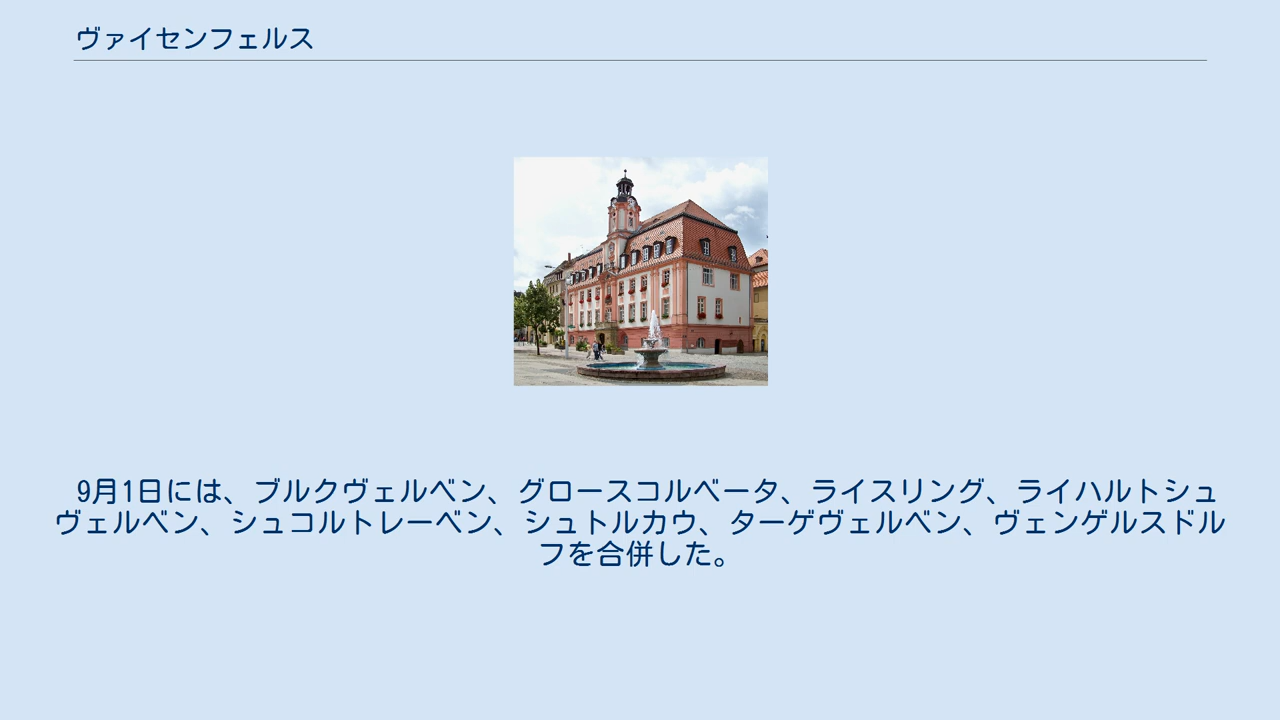 ヴァイセンフェルス
9月1日には、ブルクヴェルベン、グロースコルベータ、ライスリング、ライハルトシュ
ヴェルベン、シュコルトレーベン、シュトルカウ、ターゲヴェルベン、ヴェンゲルスドル
フを合併した。